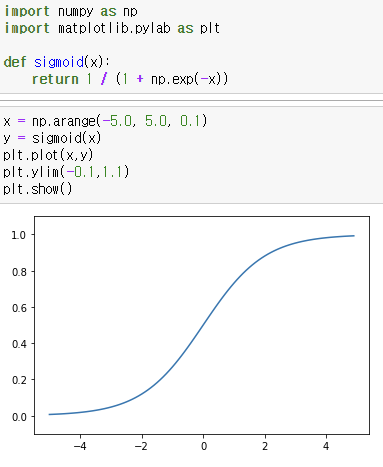 import numpy as np
import matplotlib.pylab as plt
def sigmoid(x):
    return 1 / (1 + np.exp(-x))
x = np.arange(-5.0, 5.0, 0.1)
y = sigmoid(x)
plt.plot(x,y)
plt.ylim(-0.1,1.1)
plt.show()
1.0
0.8
0.6
0.4
0.2
0.0
−4 −2 0 2 4